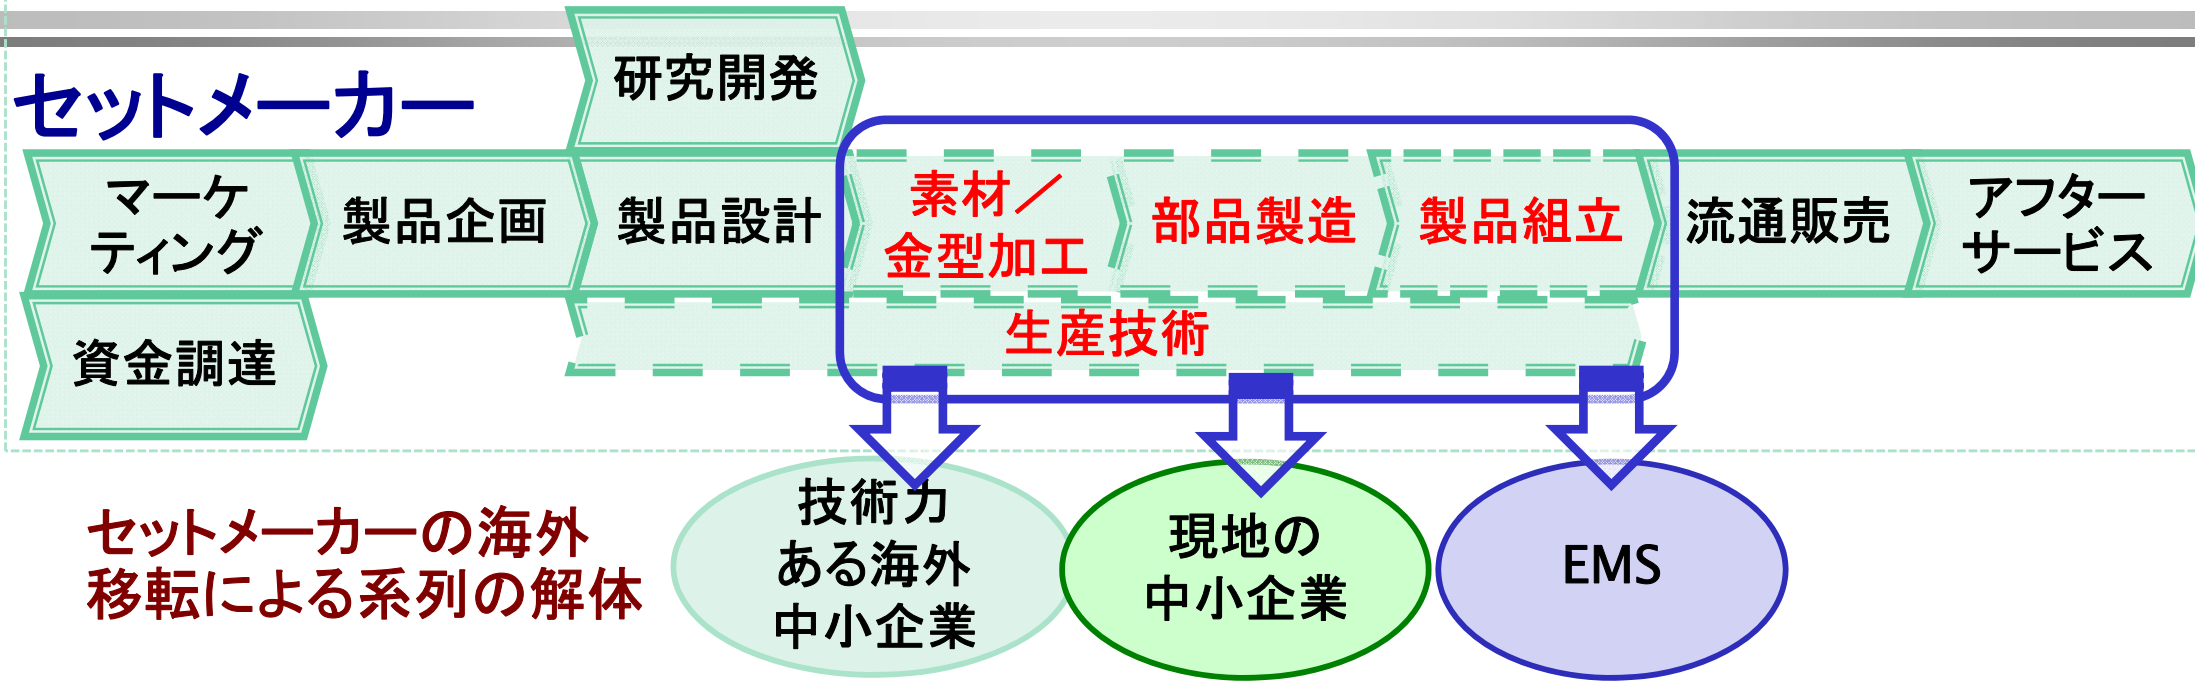 研究開発
セットメーカー
マーケ
ティング
製品企画
製品設計
素材／
金型加工
部品製造
製品組立
流通販売
アフター
サービス
生産技術
資金調達
セットメーカーの海外
移転による系列の解体
技術力
ある海外
中小企業
現地の
中小企業
EMS